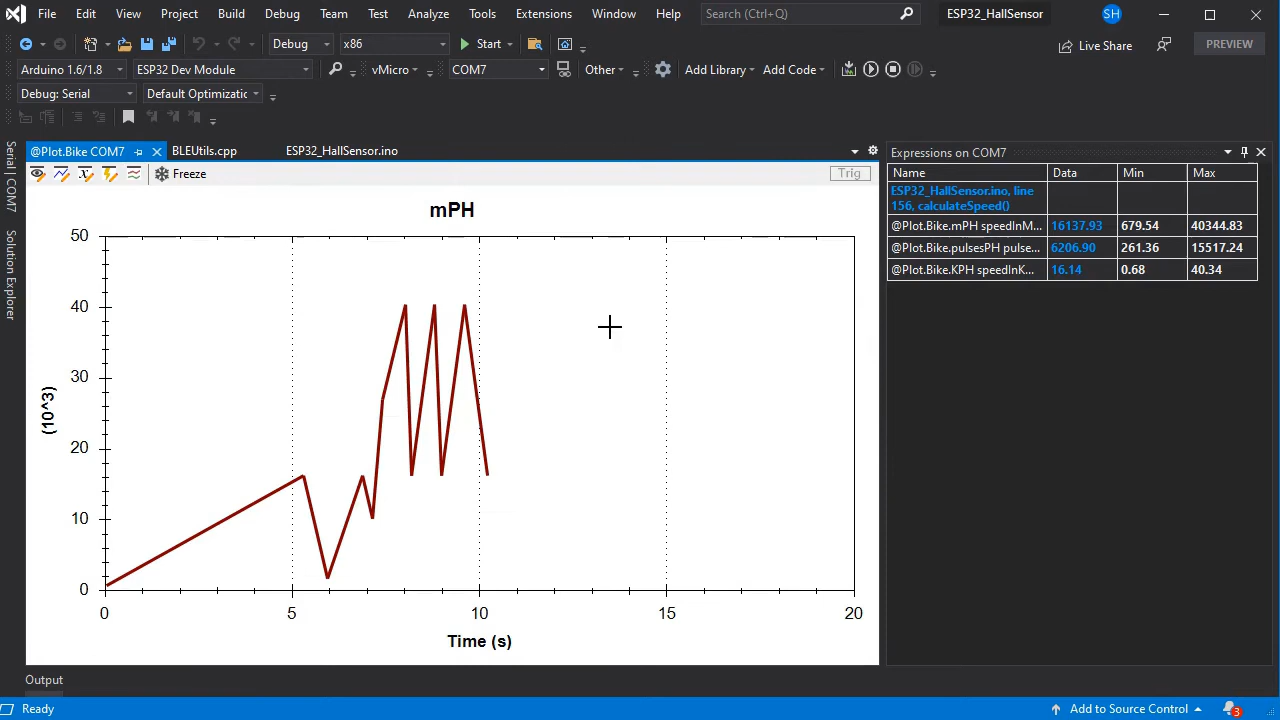 File Edit View Project Build Debug Team Test Analyze Tools Extensions Window Help Search (Ctrl+Q) ESP32_HallSensor SH
Debug x86 Start Live Share PREVIEW
Arduino 1.6/1.8 ESP32 Dev Module vMicro COM7 Other Add Library Add Code
Debug: Serial Default Optimizatic
@Plot.Bike COM7 BLEUtils.cpp ESP32_HallSensor.ino
Freeze Trig
Serial | COM7
Solution Explorer
mPH
50
40
30
20
10
0
(10^3)
0 5 10 15 20
Time (s)
Expressions on COM7
Name Data Min Max
ESP32_HallSensor.ino, line
156, calculateSpeed()
@Plot.Bike.mPH speedInM... 16137.93 679.54 40344.83
@Plot.Bike.pulsesPH pulse... 6206.90 261.36 15517.24
@Plot.Bike.KPH speedInK... 16.14 0.68 40.34
Output
Ready Add to Source Control 3